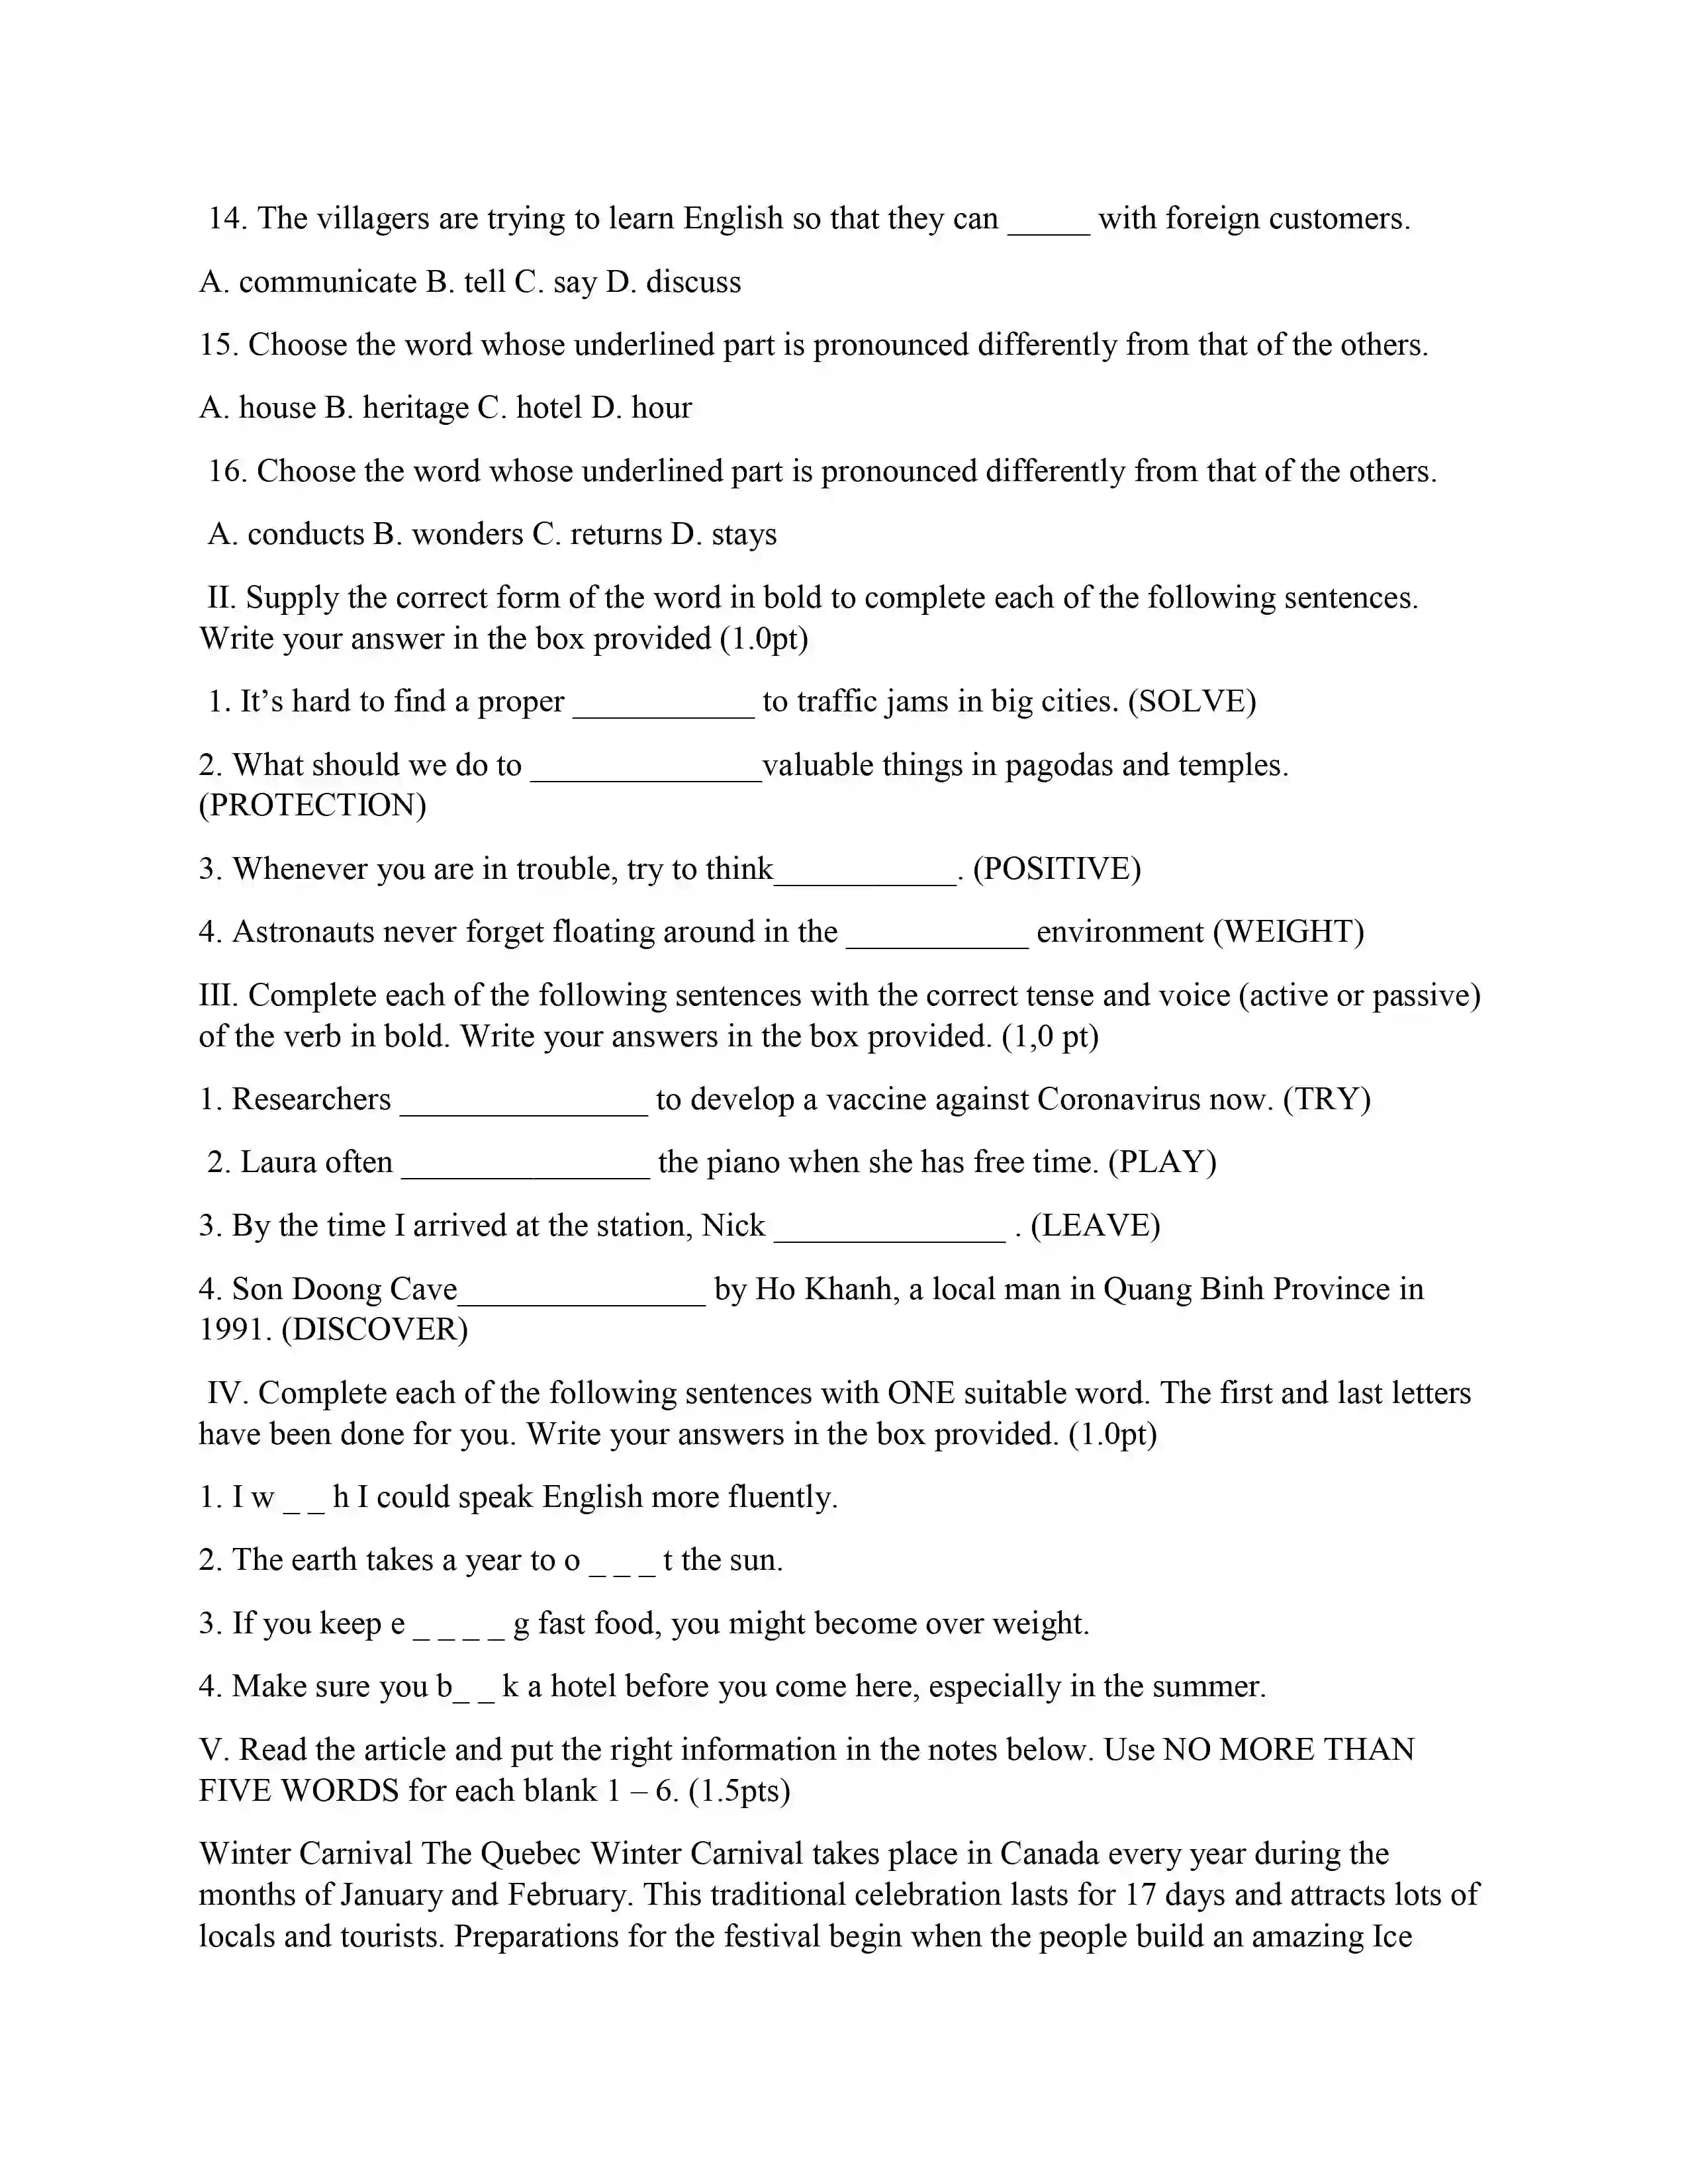 14. The villagers are trying to learn English so that they can _____ with foreign customers.
A. communicate B. tell C. say D. discuss
15. Choose the word whose underlined part is pronounced differently from that of the others.
A. house B. heritage C. hotel D. hour
16. Choose the word whose underlined part is pronounced differently from that of the others.
A. conducts B. wonders C. returns D. stays
II. Supply the correct form of the word in bold to complete each of the following sentences.
Write your answer in the box provided (1.0pt)
1. It’s hard to find a proper ___________ to traffic jams in big cities. (SOLVE)
2. What should we do to ______________valuable things in pagodas and temples.
(PROTECTION)
3. Whenever you are in trouble, try to think___________. (POSITIVE)
4. Astronauts never forget floating around in the ___________ environment (WEIGHT)
III. Complete each of the following sentences with the correct tense and voice (active or passive)
of the verb in bold. Write your answers in the box provided. (1,0 pt)
1. Researchers _______________ to develop a vaccine against Coronavirus now. (TRY)
2. Laura often _______________ the piano when she has free time. (PLAY)
3. By the time I arrived at the station, Nick ______________ . (LEAVE)
4. Son Doong Cave_______________ by Ho Khanh, a local man in Quang Binh Province in
1991. (DISCOVER)
IV. Complete each of the following sentences with ONE suitable word. The first and last letters
have been done for you. Write your answers in the box provided. (1.0pt)
1. I w _ _ h I could speak English more fluently.
2. The earth takes a year to o _ _ _ t the sun.
3. If you keep e _ _ _ _ g fast food, you might become over weight.
4. Make sure you b_ _ k a hotel before you come here, especially in the summer.
V. Read the article and put the right information in the notes below. Use NO MORE THAN
FIVE WORDS for each blank 1 – 6. (1.5pts)
Winter Carnival The Quebec Winter Carnival takes place in Canada every year during the
months of January and February. This traditional celebration lasts for 17 days and attracts lots of
locals and tourists. Preparations for the festival begin when the people build an amazing Ice